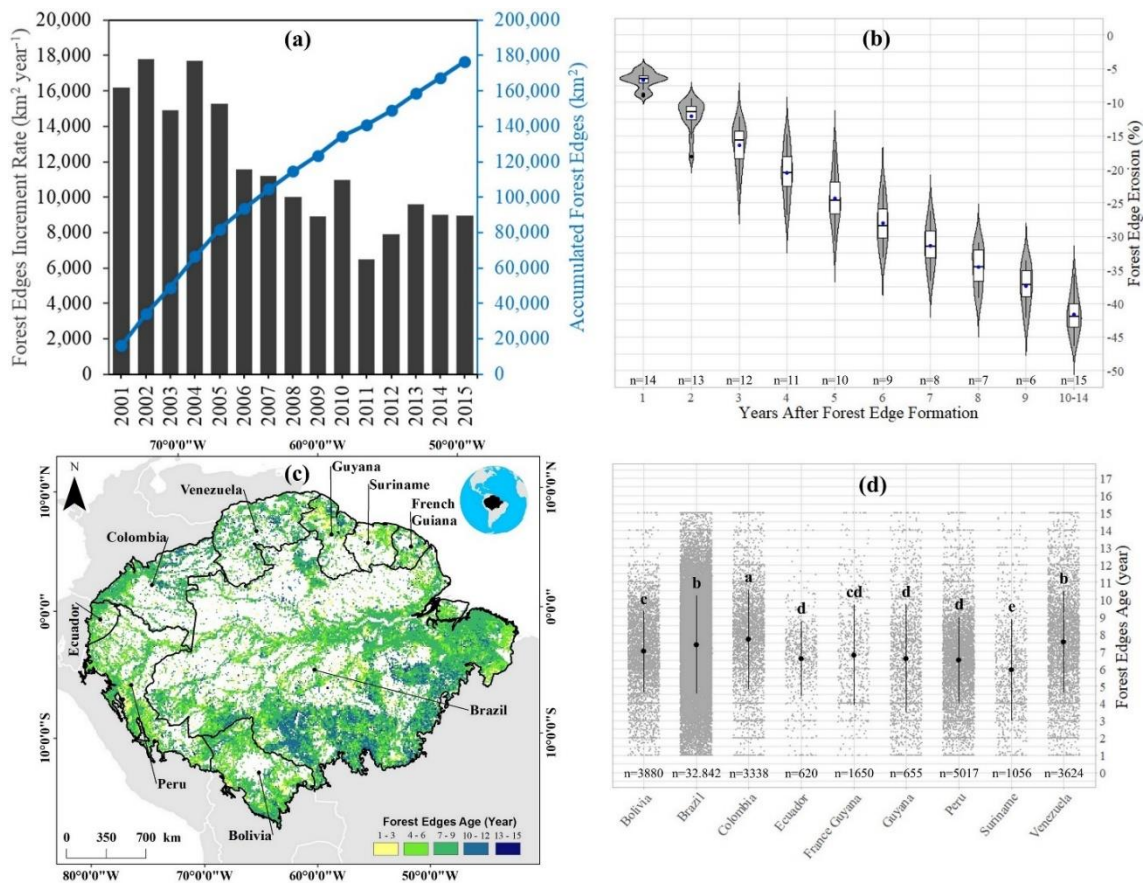 (a)
Forest Edges Increment Rate (km² year⁻¹)
20,000
18,000
16,000
14,000
12,000
10,000
8,000
6,000
4,000
2,000
0
200,000
180,000
160,000
140,000
120,000
100,000
80,000
60,000
40,000
20,000
0
Accumulated Forest Edges (km²)
2001 2002 2003 2004 2005 2006 2007 2008 2009 2010 2011 2012 2013 2014 2015
(b)
0
-5
-10
-15
-20
-25
-30
-35
-40
-45
-50
Forest Edge Erosion (%)
n=14 n=13 n=12 n=11 n=10 n=9 n=8 n=7 n=6 n=15
1 2 3 4 5 6 7 8 9 10-14
Years After Forest Edge Formation
70°0'0"W 60°0'0"W 50°0'0"W
N
(c)
Guyana
Suriname
Venezuela
French
Guiana
Colombia
Ecuador
Brazil
Peru
Bolivia
10°0'0"N
0°0'0"
10°0'0"S
10°0'0"N
0°0'0"
10°0'0"S
0 350 700 km
Forest Edges Age (Year)
1 - 3 4 - 6 7 - 9 10 - 12 13 - 15
80°0'0"W 70°0'0"W 60°0'0"W 50°0'0"W
(d)
17
16
15
14
13
12
11
10
9
8
7
6
5
4
3
2
1
0
Forest Edges Age (year)
c b a d cd d d e b
n=3880 n=32.842 n=3338 n=620 n=1650 n=655 n=5017 n=1056 n=3624
Bolivia Brazil Colombia Ecuador France Guyana Guyana Peru Suriname Venezuela